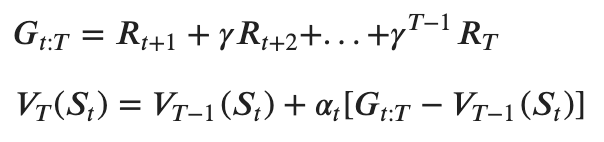 G_{t:T} = R_{t+1} + γR_{t+2}+...+γ^{T−1} R_T
V_T(S_t) = V_{T−1}(S_t) + α_t[G_{t:T} − V_{T−1}(S_t)]